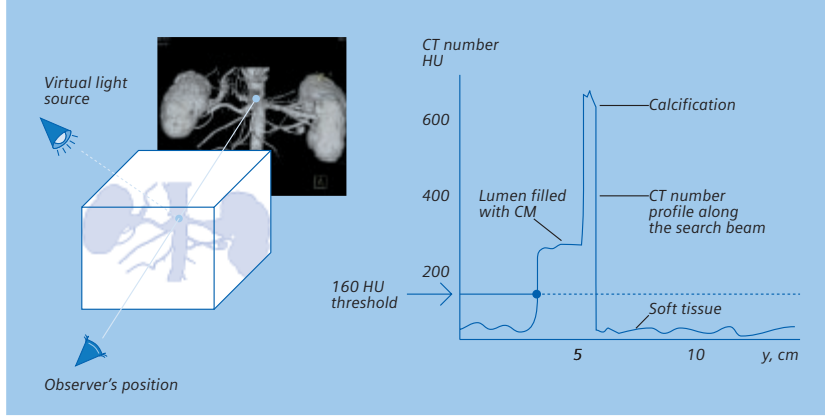 Virtual light
source
Observer's position
CT number
HU
600
400
200
160 HU
threshold
Lumen filled
with CM
Calcification
CT number
profile along
the search beam
Soft tissue
5
10
y, cm